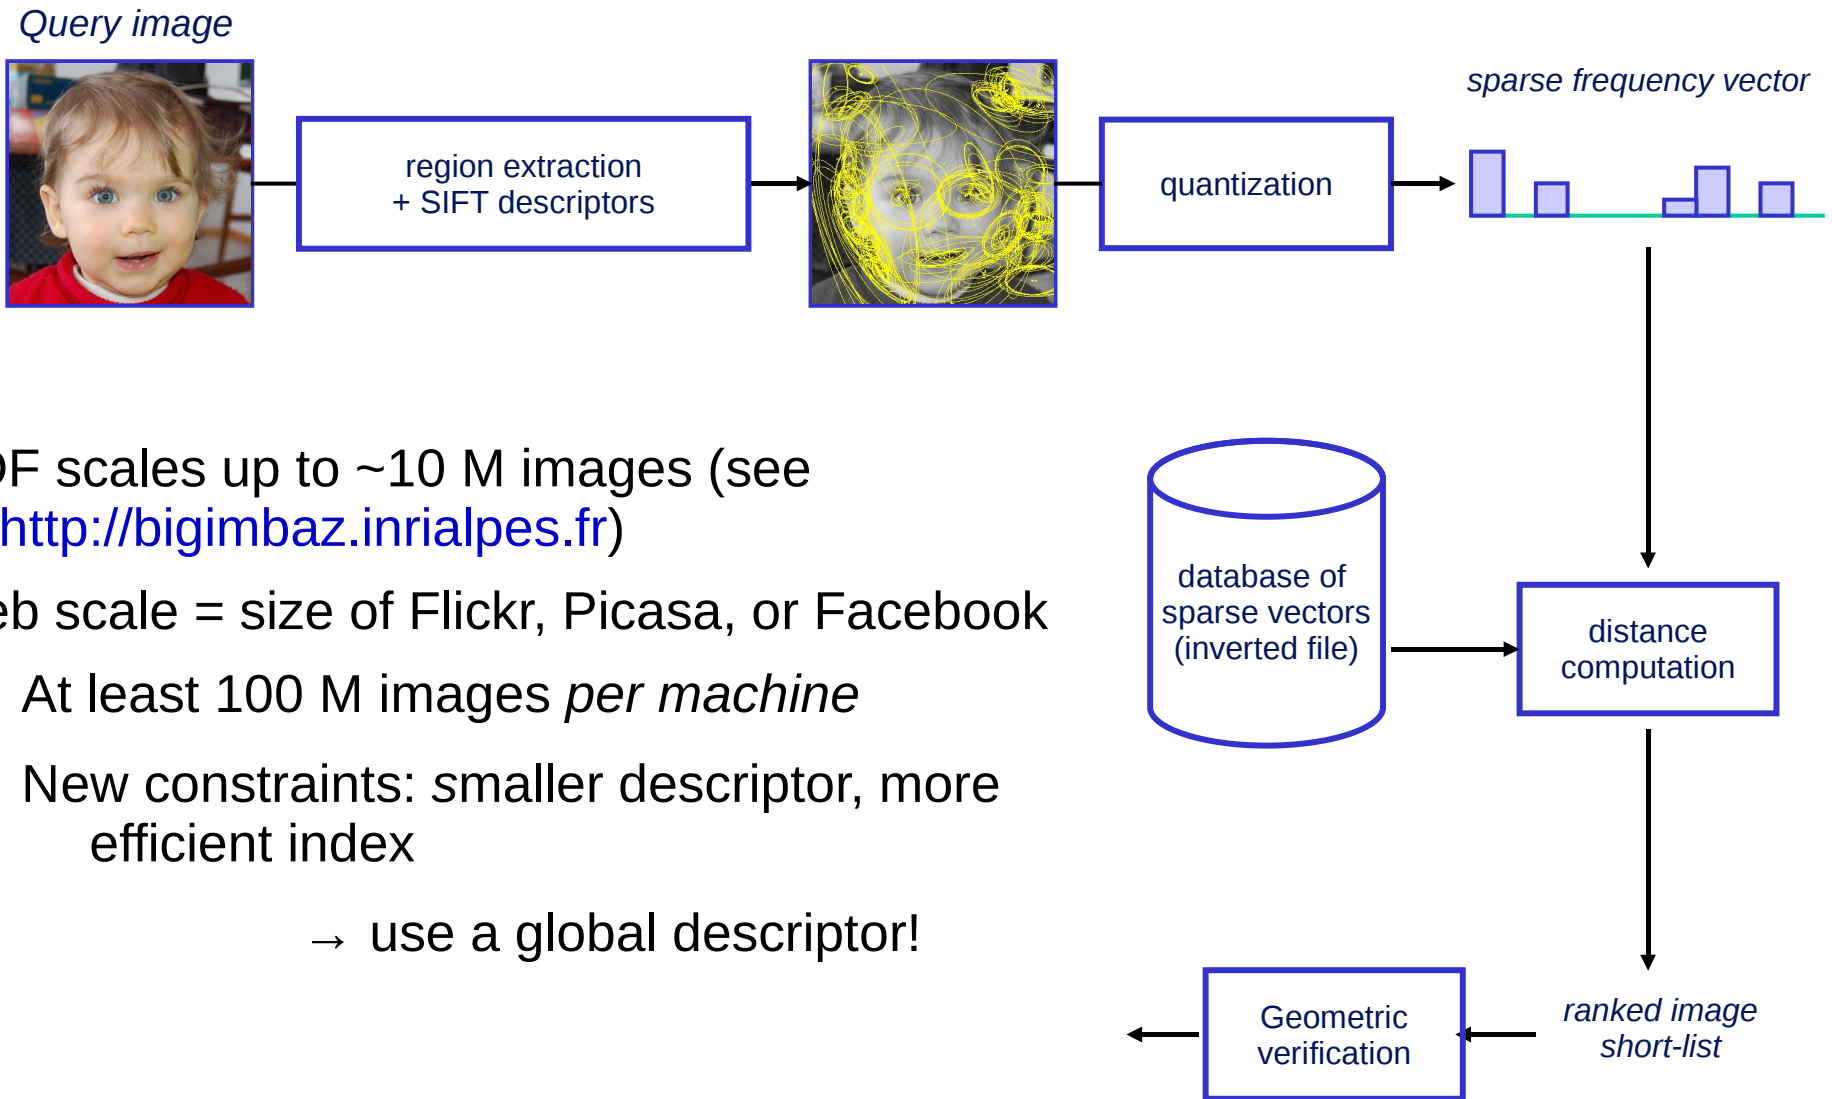 Query image
sparse frequency vector
region extraction
+ SIFT descriptors
quantization
OF scales up to ~10 M images (see
http://bigimbaz.inrialpes.fr)
eb scale = size of Flickr, Picasa, or Facebook
At least 100 M images per machine
New constraints: smaller descriptor, more
efficient index
→ use a global descriptor!
database of
sparse vectors
(inverted file)
distance
computation
ranked image
short-list
Geometric
verification